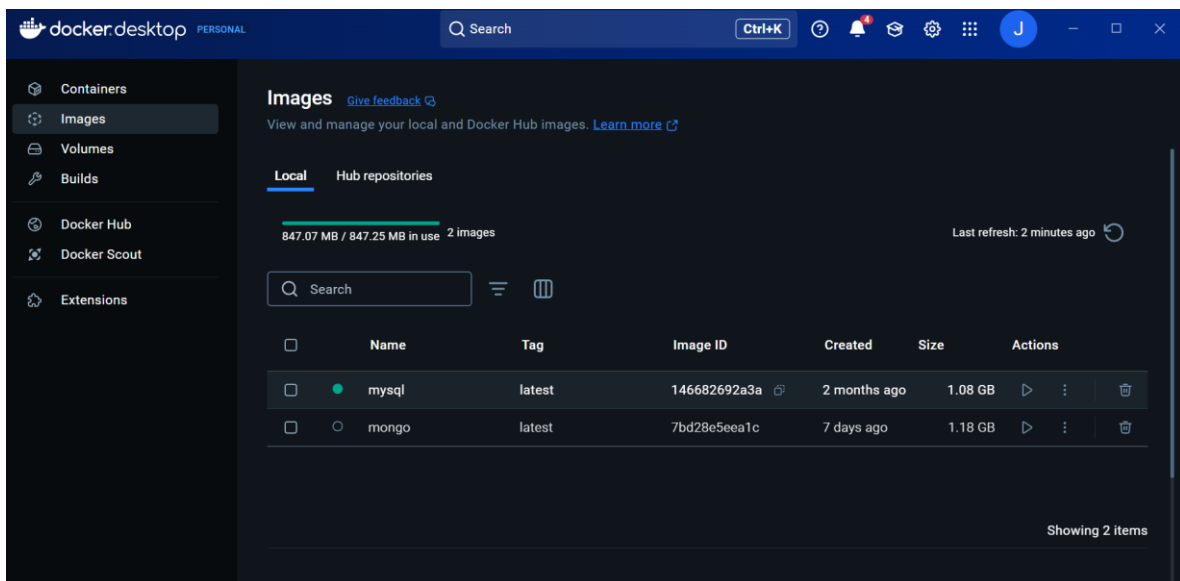 docker.desktop PERSONAL Search Ctrl+K 4 J
Containers
Images
Volumes
Builds
Docker Hub
Docker Scout
Extensions
Images Give feedback
View and manage your local and Docker Hub images. Learn more
Local Hub repositories
847.07 MB / 847.25 MB in use 2 images Last refresh: 2 minutes ago
Search
Name Tag Image ID Created Size Actions
mysql latest 146682692a3a 2 months ago 1.08 GB
mongo latest 7bd28e5eea1c 7 days ago 1.18 GB
Showing 2 items